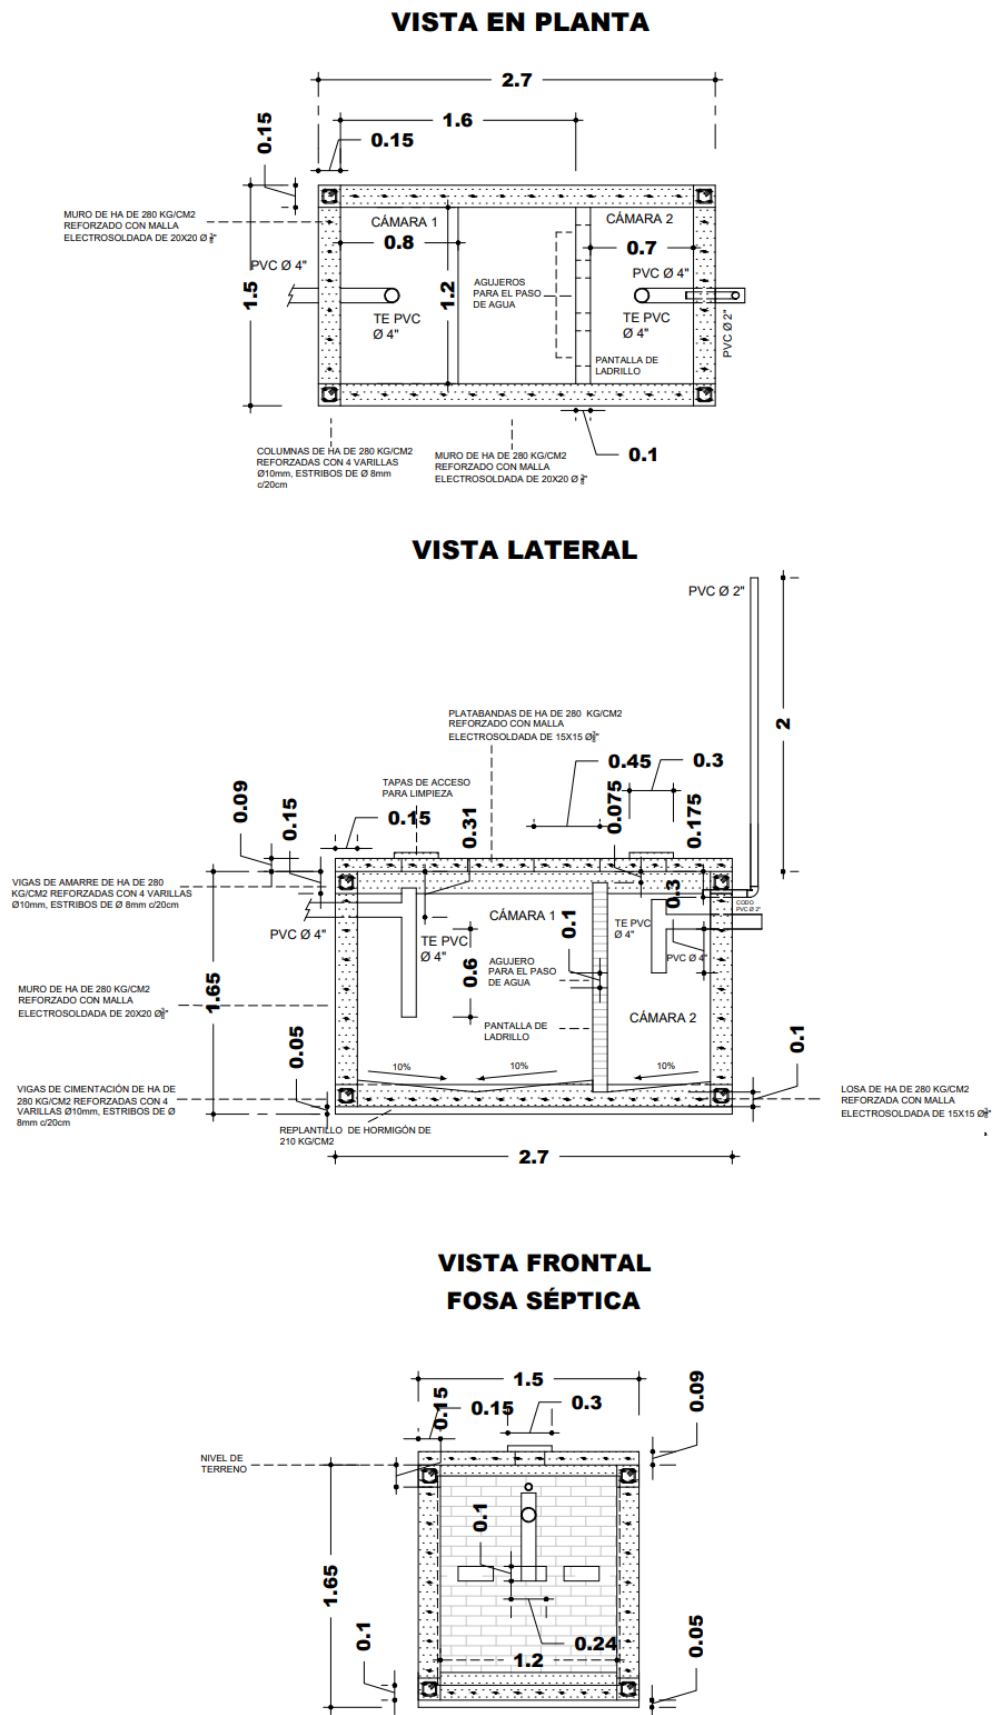 VISTA EN PLANTA
2.7
1.6
0.15
0.15
MURO DE HA DE 280 KG/CM2
REFORZADO CON MALLA
ELECTROSOLDADA DE 20X20 Ø 3/8"
CÁMARA 1
CÁMARA 2
0.8
0.7
PVC Ø 4"
PVC Ø 4"
1.5
1.2
AGUJEROS
PARA EL PASO
DE AGUA
TE PVC
Ø 4"
TE PVC
Ø 4"
PVC Ø 2"
PANTALLA DE
LADRILLO
0.1
COLUMNAS DE HA DE 280 KG/CM2
REFORZADAS CON 4 VARILLAS
Ø10mm, ESTRIBOS DE Ø 8mm
c/20cm
MURO DE HA DE 280 KG/CM2
REFORZADO CON MALLA
ELECTROSOLDADA DE 20X20 Ø 3/8"
VISTA LATERAL
PVC Ø 2"
2
PLATABANDAS DE HA DE 280 KG/CM2
REFORZADO CON MALLA
ELECTROSOLDADA DE 15X15 Ø 3/8"
0.45
0.3
TAPAS DE ACCESO
PARA LIMPIEZA
0.09
0.15
0.15
0.31
0.075
0.175
VIGAS DE AMARRE DE HA DE 280
KG/CM2 REFORZADAS CON 4 VARILLAS
Ø10mm, ESTRIBOS DE Ø 8mm c/20cm
0.3
CODO
PVC Ø 2"
CÁMARA 1
0.1
TE PVC
Ø 4"
PVC Ø 4"
TE PVC
Ø 4"
PVC Ø 4"
0.6
AGUJERO
PARA EL PASO
DE AGUA
MURO DE HA DE 280 KG/CM2
REFORZADO CON MALLA
ELECTROSOLDADA DE 20X20 Ø 3/8"
1.65
PANTALLA DE
LADRILLO
CÁMARA 2
0.05
0.1
10%
10%
10%
VIGAS DE CIMENTACIÓN DE HA DE
280 KG/CM2 REFORZADAS CON 4
VARILLAS Ø10mm, ESTRIBOS DE Ø
8mm c/20cm
LOSA DE HA DE 280 KG/CM2
REFORZADA CON MALLA
ELECTROSOLDADA DE 15X15 Ø 3/8"
REPLANTILLO DE HORMIGÓN DE
210 KG/CM2
2.7
VISTA FRONTAL
FOSA SÉPTICA
1.5
0.15
0.15
0.3
0.09
NIVEL DE
TERRENO
0.1
1.65
0.24
0.1
1.2
0.05